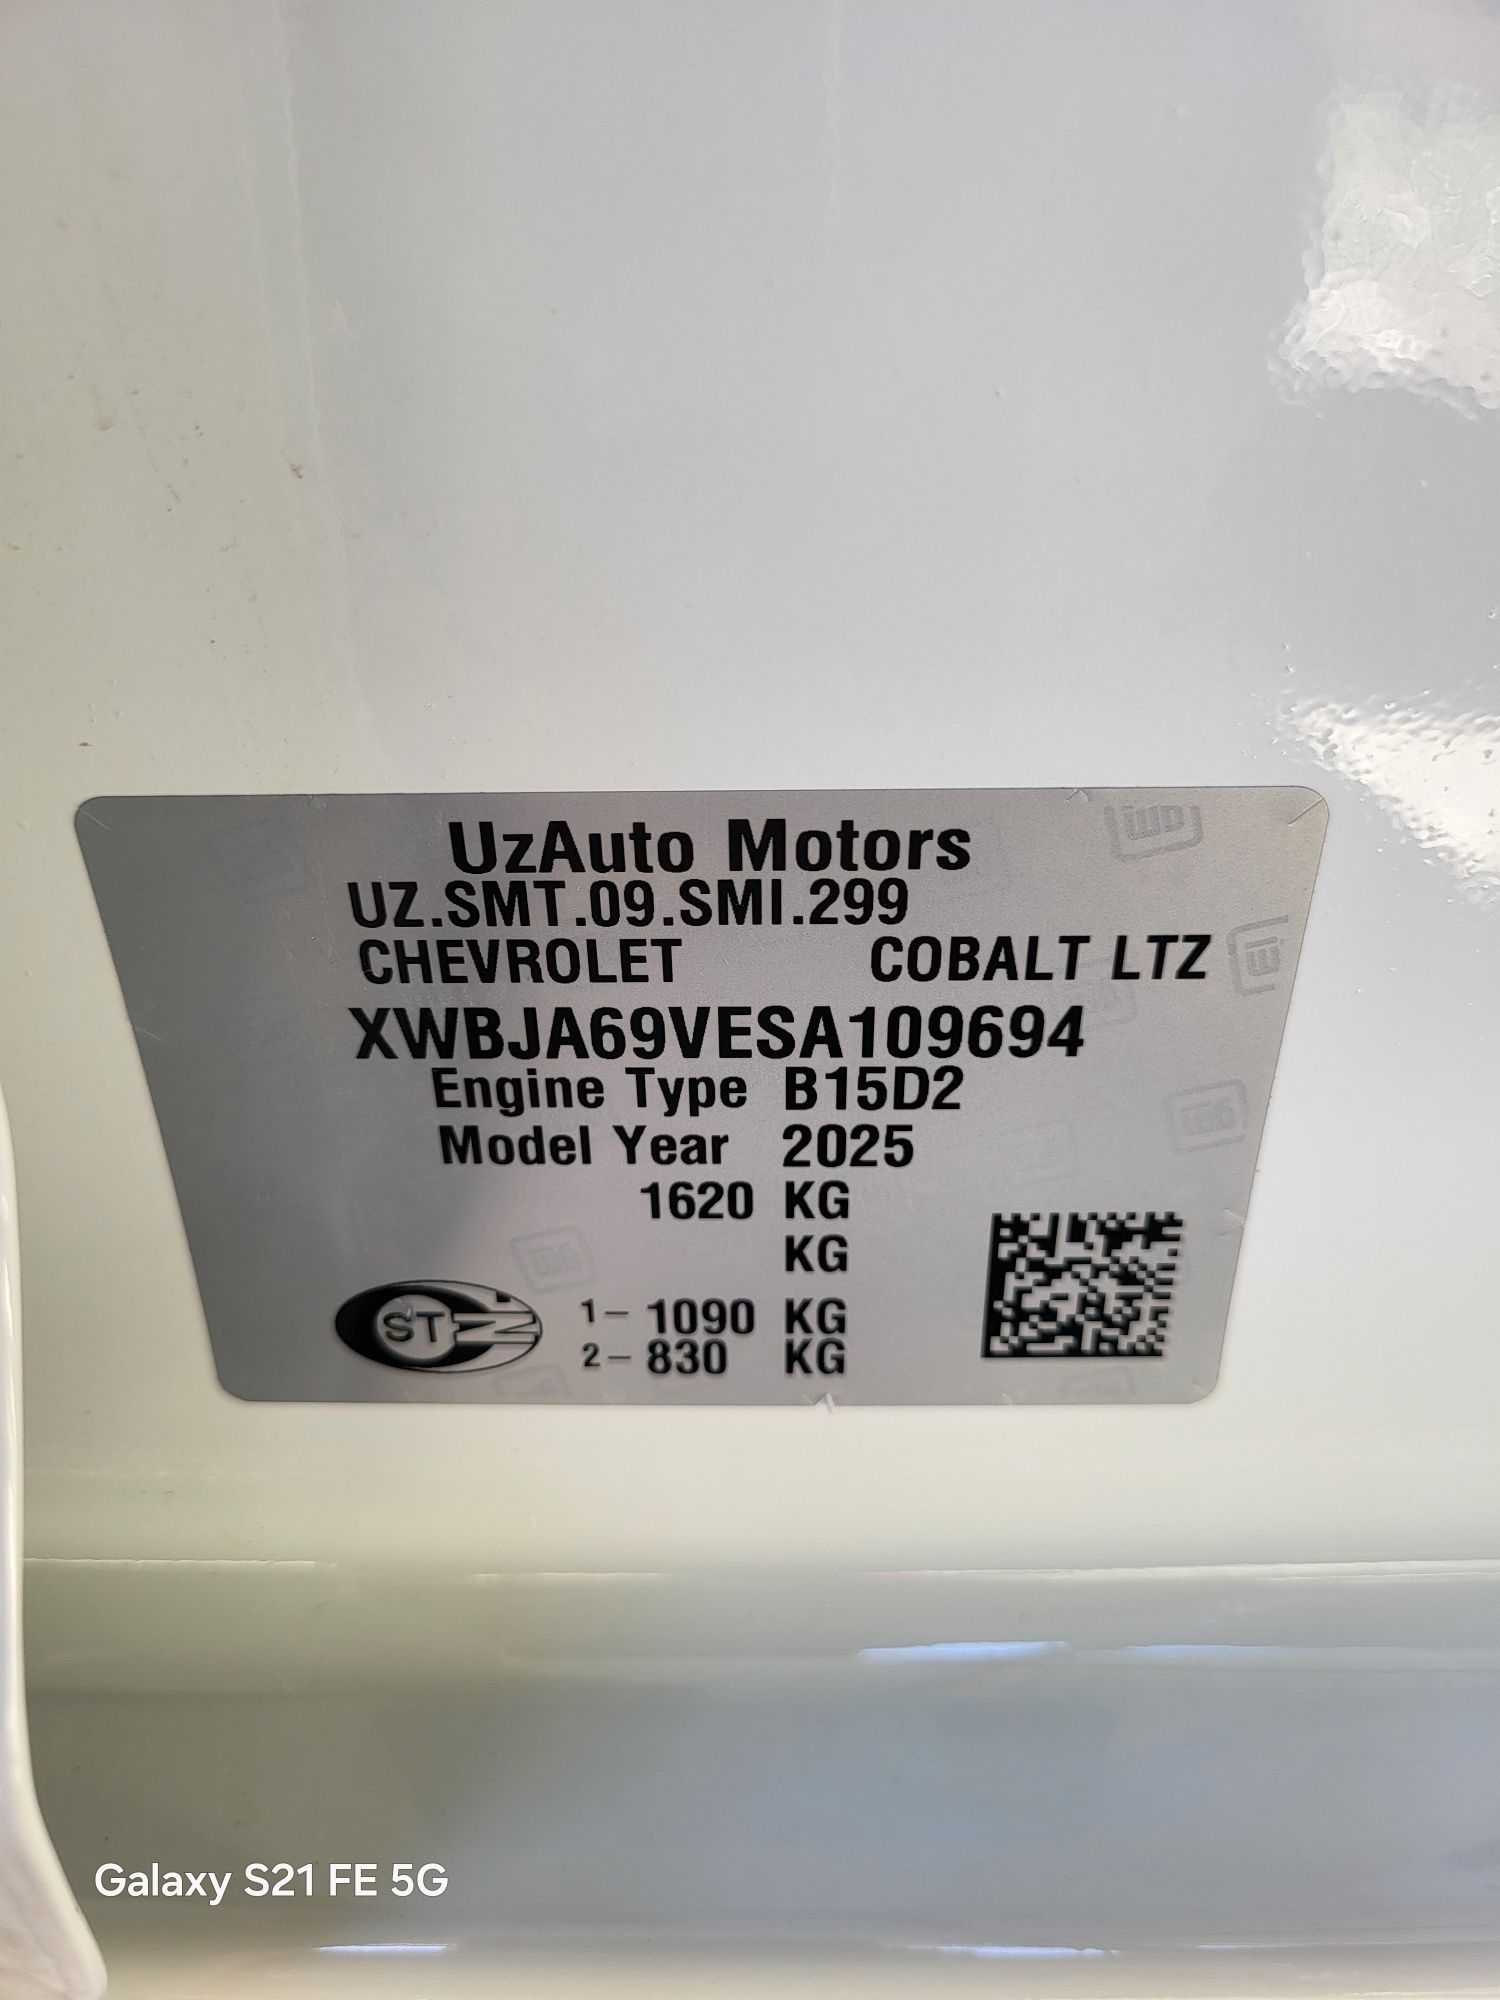 UzAuto Motors
UZ.SMT.09.SMI.299
CHEVROLET COBALT LTZ
XWBJA69VESA109694
Engine Type B15D2
Model Year 2025
1620 KG
KG
1– 1090 KG
2– 830 KG
ST
Galaxy S21 FE 5G